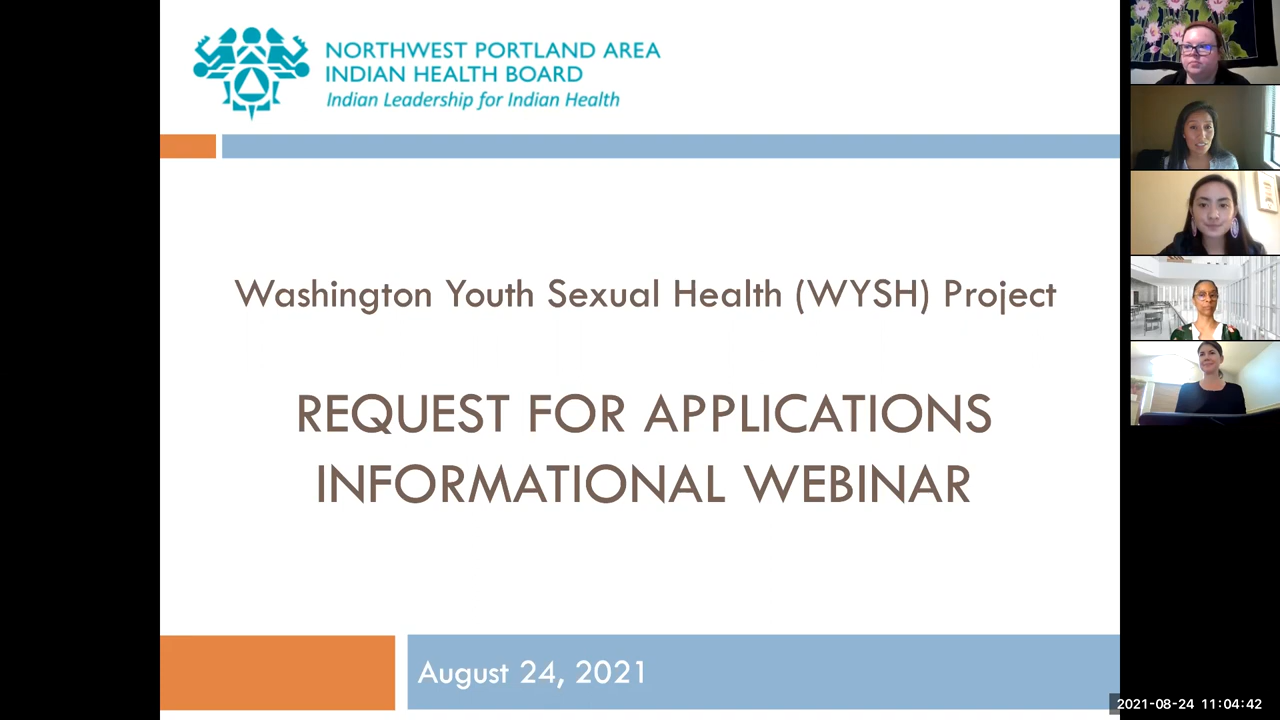 NORTHWEST PORTLAND AREA
INDIAN HEALTH BOARD
Indian Leadership for Indian Health
Washington Youth Sexual Health (WYSH) Project
REQUEST FOR APPLICATIONS
INFORMATIONAL WEBINAR
August 24, 2021
2021-08-24 11:04:42